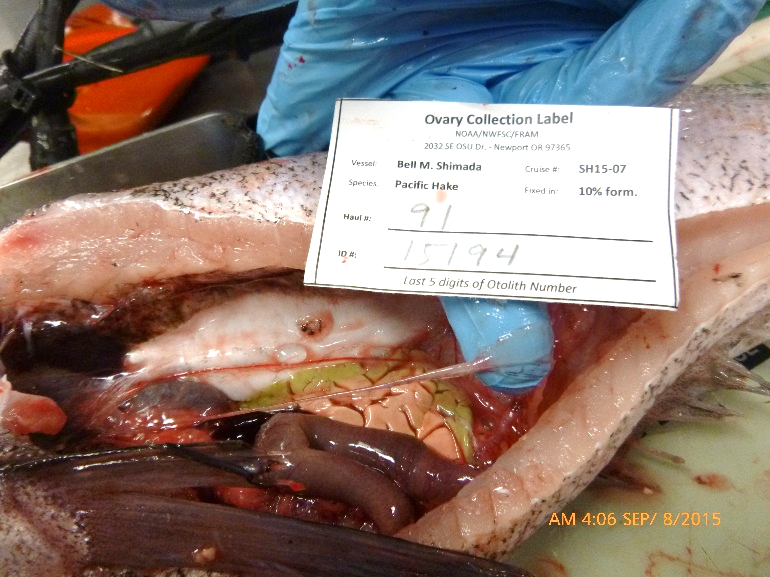 Ovary Collection Label
NOAA/NWFSC/FRAM
2032 SE OSU Dr. - Newport OR 97365
Vessel: Bell M. Shimada Cruise #: SH15-07
Species: Pacific Hake Fixed in: 10% form.
Haul #: 91
ID #: 15194
Last 5 digits of Otolith Number
AM 4:06 SEP/ 8/2015